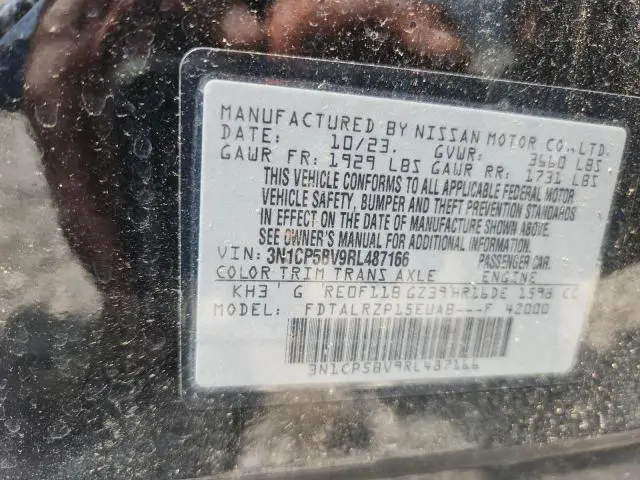 MANUFACTURED BY NISSAN MOTOR CO.,LTD.
DATE: 10/23. GVWR: 3660 LBS
GAWR FR: 1929 LBS GAWR RR: 1731 LBS
THIS VEHICLE CONFORMS TO ALL APPLICABLE FEDERAL MOTOR
VEHICLE SAFETY, BUMPER AND THEFT PREVENTION STANDARDS
IN EFFECT ON THE DATE OF MANUFACTURE SHOWN ABOVE.
SEE OWNER'S MANUAL FOR ADDITIONAL INFORMATION.
VIN: 3N1CP5BV9RL487166 PASSENGER CAR.
COLOR TRIM TRANS AXLE ENGINE
KH3 G RE0F11B GZ39 HR16DE 1598 CC
MODEL: FDTALRZP15EUAB---F 42000
3N1CP5BV9RL487166